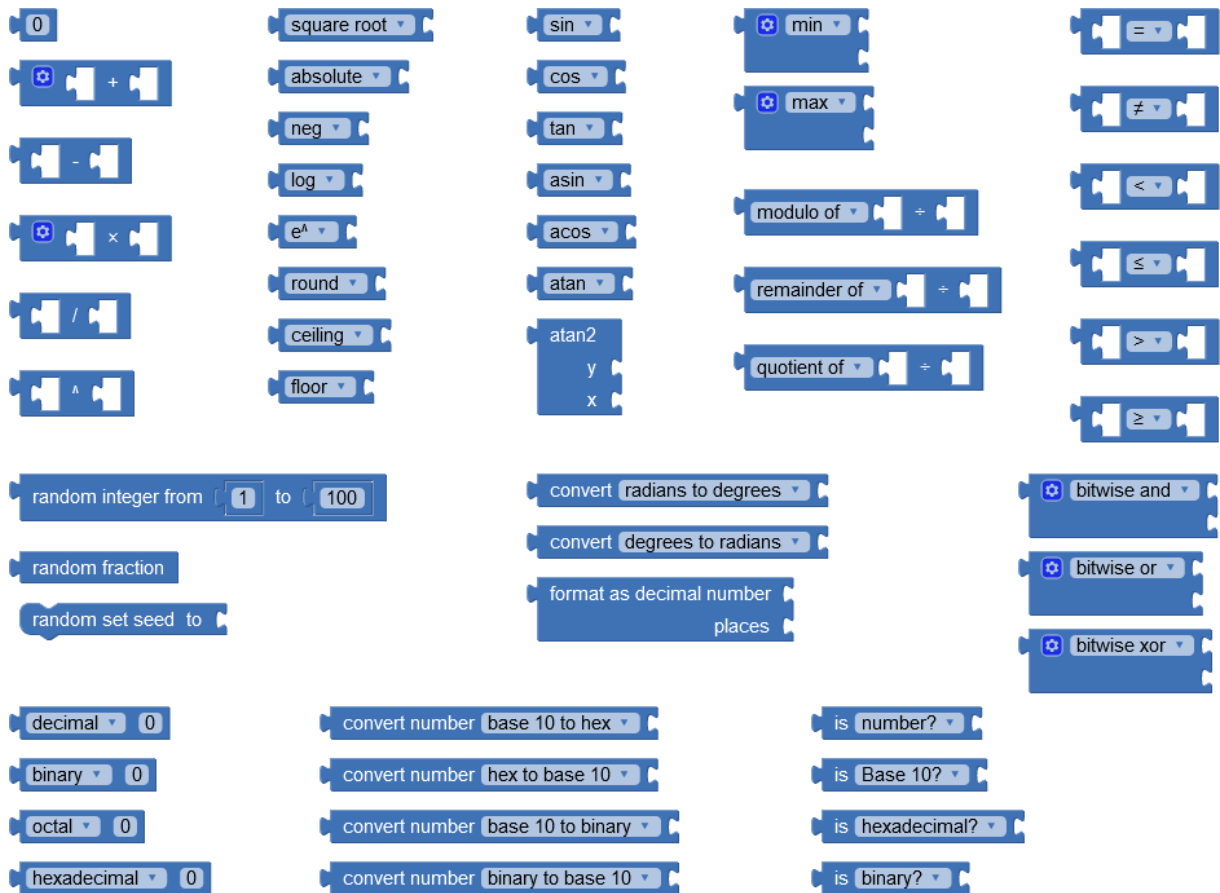 0
+
-
×
/
^
square root
absolute
neg
log
e^
round
ceiling
floor
sin
cos
tan
asin
acos
atan
atan2
y
x
min
max
modulo of ÷
remainder of ÷
quotient of ÷
=
≠
<
≤
>
≥
random integer from 1 to 100
random fraction
random set seed to
convert radians to degrees
convert degrees to radians
format as decimal number
places
bitwise and
bitwise or
bitwise xor
decimal 0
binary 0
octal 0
hexadecimal 0
convert number base 10 to hex
convert number hex to base 10
convert number base 10 to binary
convert number binary to base 10
is number?
is Base 10?
is hexadecimal?
is binary?